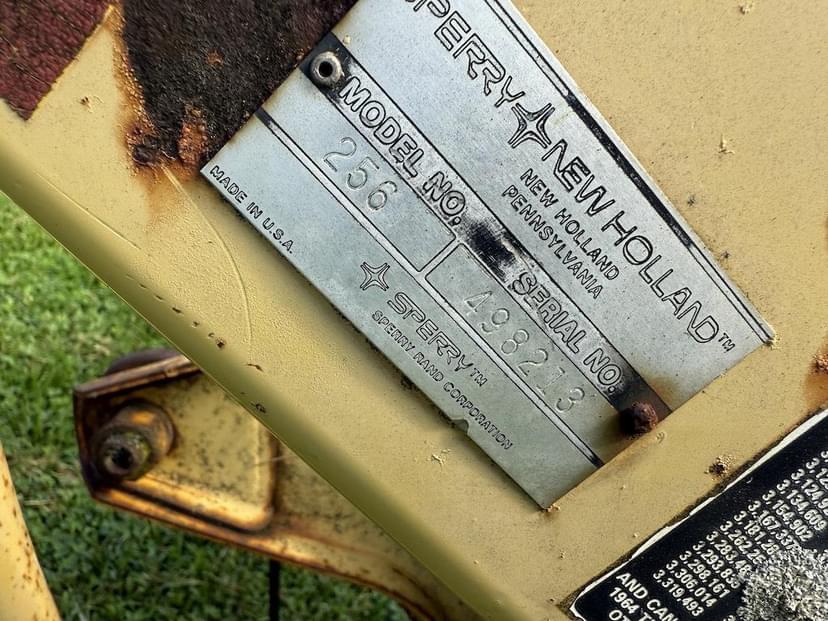 SPERRY NEW HOLLAND™
NEW HOLLAND
PENNSYLVANIA
MODEL NO. SERIAL NO.
256 498213
SPERRY™
SPERRY RAND CORPORATION
MADE IN U.S.A.
3,306,014
3,319,493
AND
1964